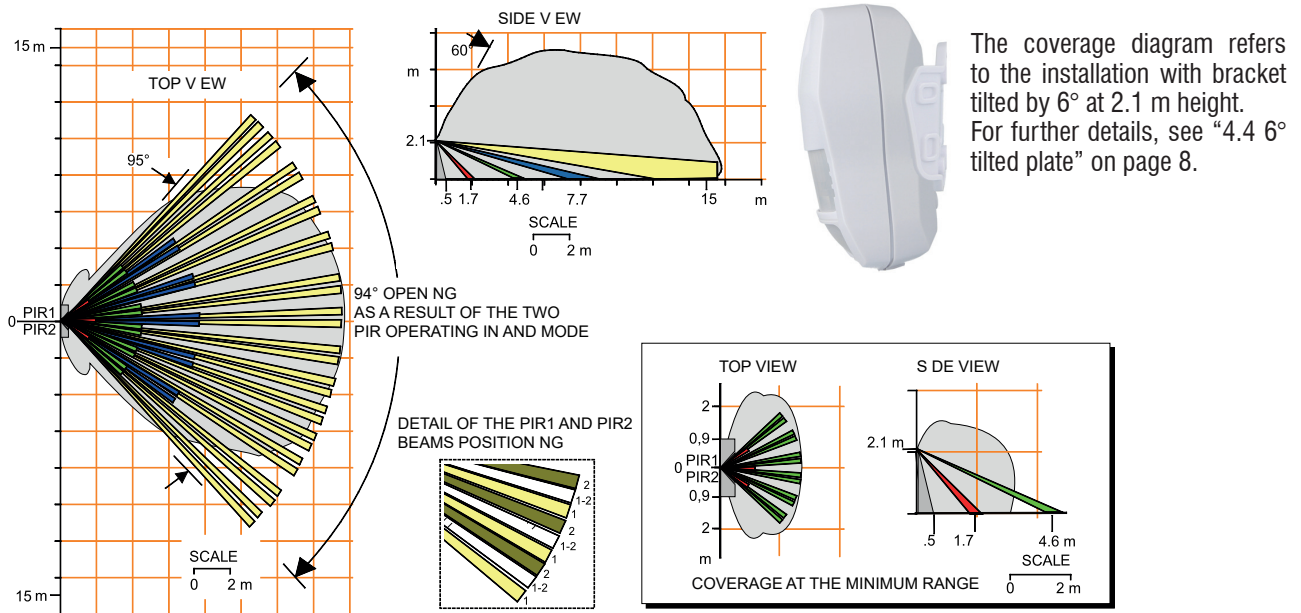 15 m
TOP V EW
95°
0
PIR1
PIR2
94° OPEN NG
AS A RESULT OF THE TWO
PIR OPERATING IN AND MODE
SCALE
0 2 m
15 m
SIDE V EW
60°
m
2.1
.5 1.7 4.6 7.7 15 m
SCALE
0 2 m
The coverage diagram refers
to the installation with bracket
tilted by 6° at 2.1 m height.
For further details, see “4.4 6°
tilted plate” on page 8.
DETAIL OF THE PIR1 AND PIR2
BEAMS POSITION NG
2
1-2
1
2
1-2
1
2
1-2
1
TOP VIEW
2
0,9
PIR1
0
PIR2
0,9
2
m
S DE VIEW
2.1 m
.5 1.7 4.6 m
SCALE
0 2 m
COVERAGE AT THE MINIMUM RANGE